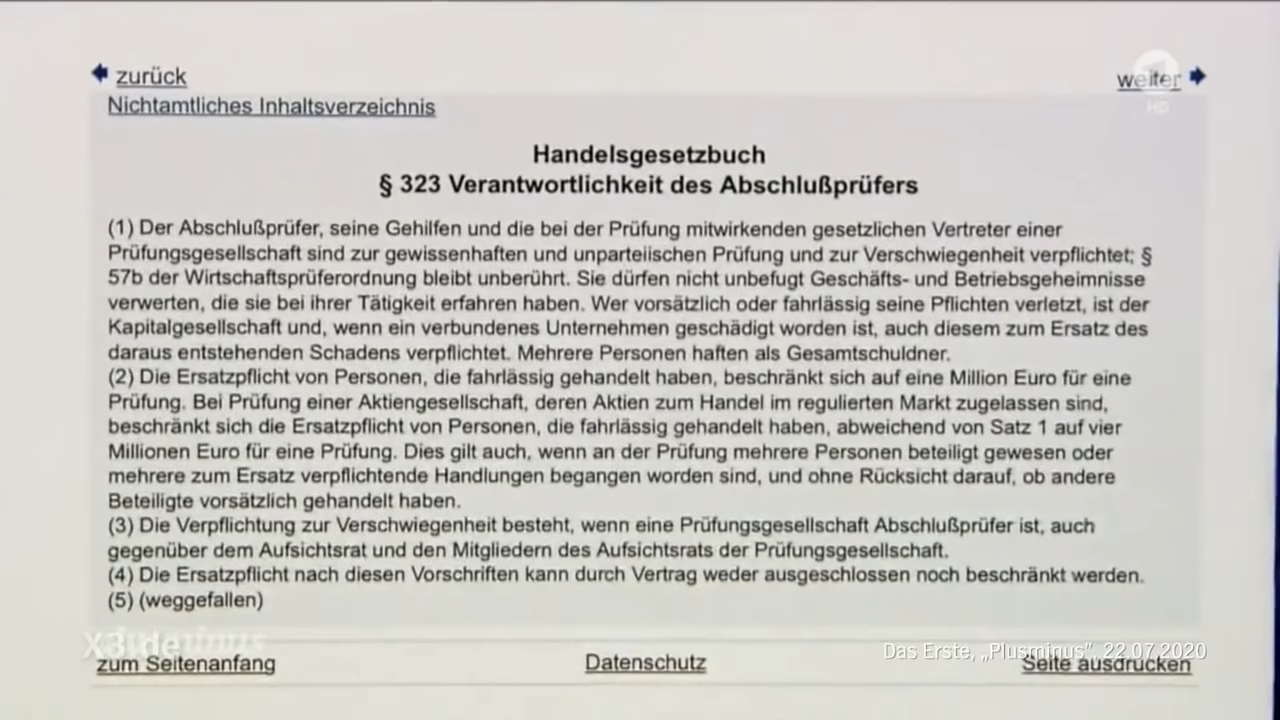 zurück
weiter
HD
Nichtamtliches Inhaltsverzeichnis
Handelsgesetzbuch
§ 323 Verantwortlichkeit des Abschlußprüfers
(1) Der Abschlußprüfer, seine Gehilfen und die bei der Prüfung mitwirkenden gesetzlichen Vertreter einer
Prüfungsgesellschaft sind zur gewissenhaften und unparteiischen Prüfung und zur Verschwiegenheit verpflichtet; §
57b der Wirtschaftsprüferordnung bleibt unberührt. Sie dürfen nicht unbefugt Geschäfts- und Betriebsgeheimnisse
verwerten, die sie bei ihrer Tätigkeit erfahren haben. Wer vorsätzlich oder fahrlässig seine Pflichten verletzt, ist der
Kapitalgesellschaft und, wenn ein verbundenes Unternehmen geschädigt worden ist, auch diesem zum Ersatz des
daraus entstehenden Schadens verpflichtet. Mehrere Personen haften als Gesamtschuldner.
(2) Die Ersatzpflicht von Personen, die fahrlässig gehandelt haben, beschränkt sich auf eine Million Euro für eine
Prüfung. Bei Prüfung einer Aktiengesellschaft, deren Aktien zum Handel im regulierten Markt zugelassen sind,
beschränkt sich die Ersatzpflicht von Personen, die fahrlässig gehandelt haben, abweichend von Satz 1 auf vier
Millionen Euro für eine Prüfung. Dies gilt auch, wenn an der Prüfung mehrere Personen beteiligt gewesen oder
mehrere zum Ersatz verpflichtende Handlungen begangen worden sind, und ohne Rücksicht darauf, ob andere
Beteiligte vorsätzlich gehandelt haben.
(3) Die Verpflichtung zur Verschwiegenheit besteht, wenn eine Prüfungsgesellschaft Abschlußprüfer ist, auch
gegenüber dem Aufsichtsrat und den Mitgliedern des Aufsichtsrats der Prüfungsgesellschaft.
(4) Die Ersatzpflicht nach diesen Vorschriften kann durch Vertrag weder ausgeschlossen noch beschränkt werden.
(5) (weggefallen)
X3.de
Das Erste, „Plusminus", 22.07.2020
zum Seitenanfang
Datenschutz
Seite ausdrucken